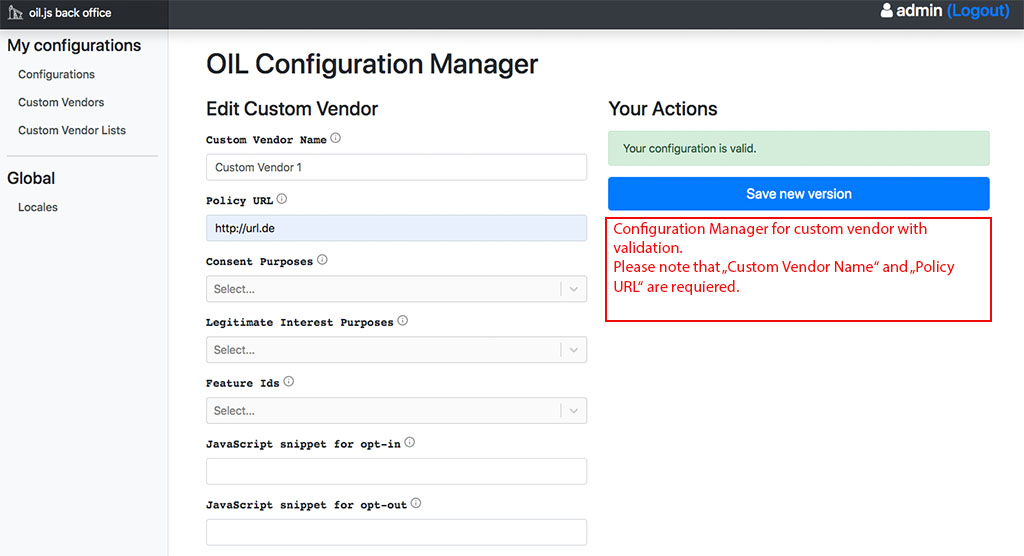 oil.js back office
admin (Logout)
My configurations
Configurations
Custom Vendors
Custom Vendor Lists
Global
Locales
OIL Configuration Manager
Edit Custom Vendor
Custom Vendor Name
Custom Vendor 1
Policy URL
http://url.de
Consent Purposes
Select...
Legitimate Interest Purposes
Select...
Feature Ids
Select...
JavaScript snippet for opt-in
JavaScript snippet for opt-out
Your Actions
Your configuration is valid.
Save new version
Configuration Manager for custom vendor with
validation.
Please note that „Custom Vendor Name“ and „Policy
URL“ are requiered.